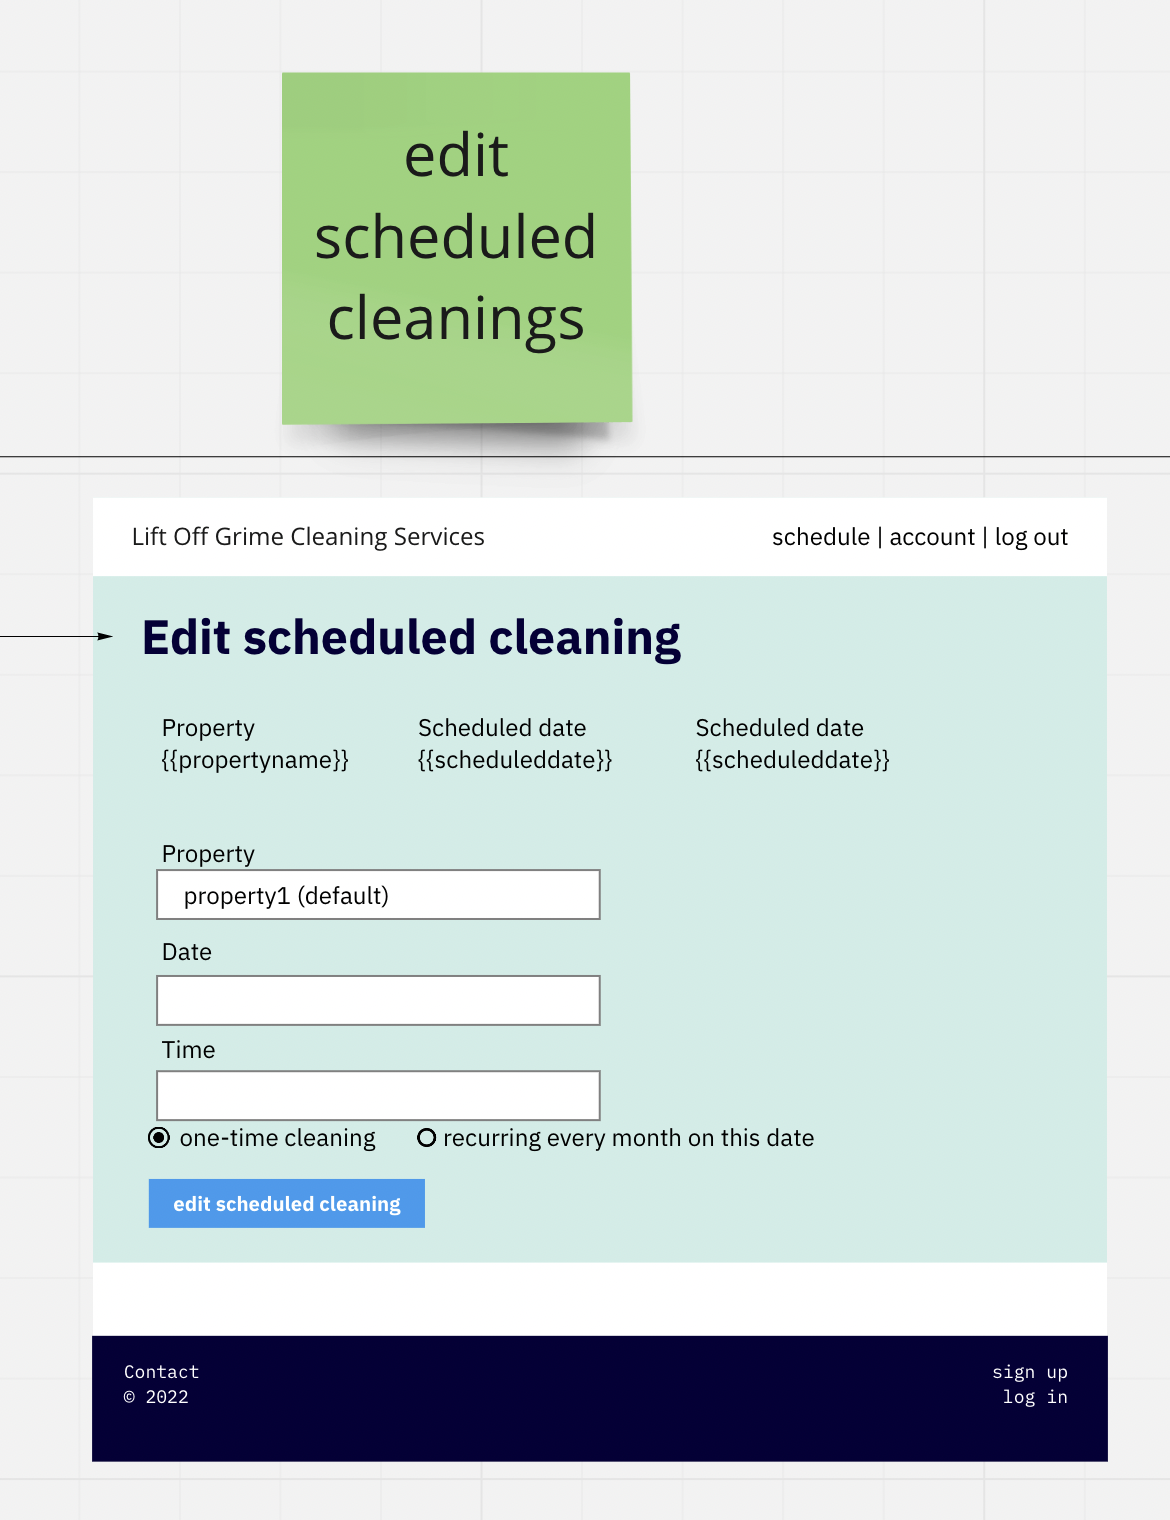 edit
scheduled
cleanings
Lift Off Grime Cleaning Services
schedule | account | log out
Edit scheduled cleaning
Property
{{propertyname}}
Scheduled date
{{scheduleddate}}
Scheduled date
{{scheduleddate}}
Property
property1 (default)
Date
Time
one-time cleaning
recurring every month on this date
edit scheduled cleaning
Contact
© 2022
sign up
log in